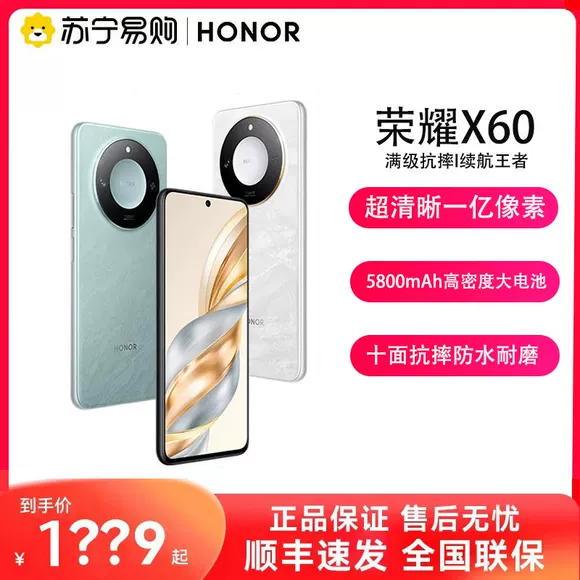 苏宁易购 HONOR
荣耀X60
满级抗摔|续航王者
超清晰一亿像素
5800mAh高密度大电池
十面抗摔防水耐磨
HONOR
HONOR
到手价
¥1??9起
正品保证 售后无忧
顺丰速发 全国联保